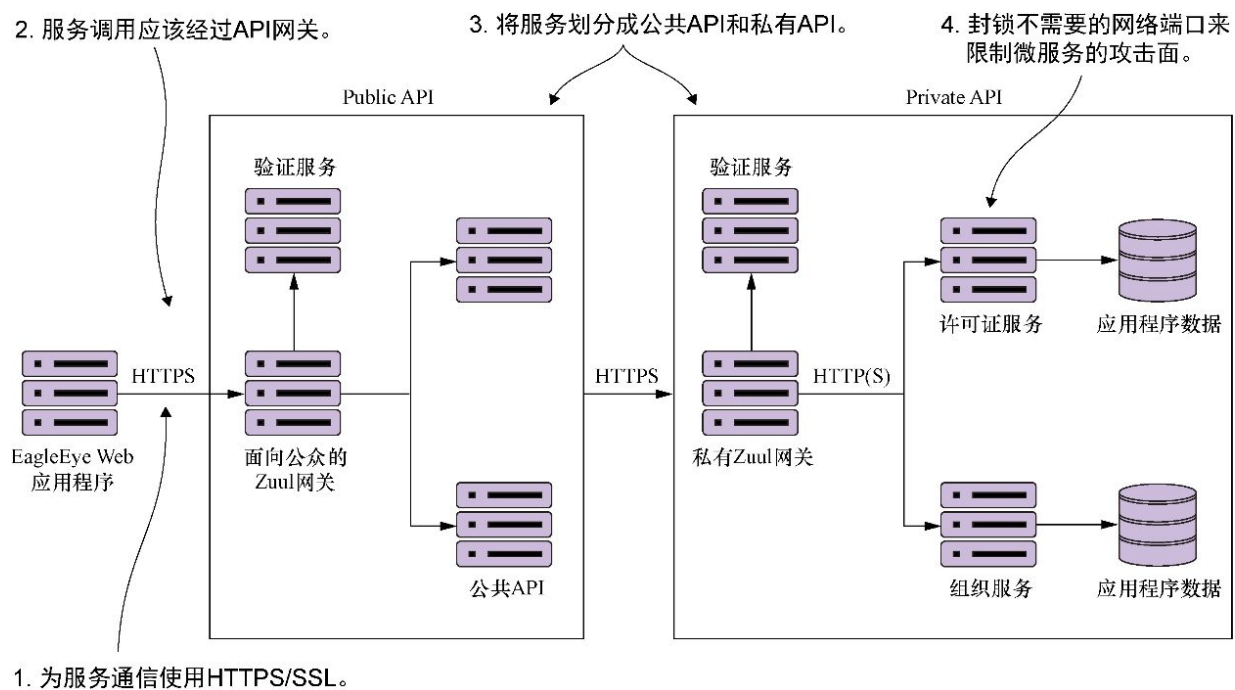 2. 服务调用应该经过API网关。
3. 将服务划分成公共API和私有API。
4. 封锁不需要的网络端口来
限制微服务的攻击面。
Public API
Private API
验证服务
验证服务
许可证服务
应用程序数据
HTTPS
HTTPS
HTTP(S)
EagleEye Web
应用程序
面向公众的
Zuul网关
私有Zuul网关
公共API
组织服务
应用程序数据
1. 为服务通信使用HTTPS/SSL。